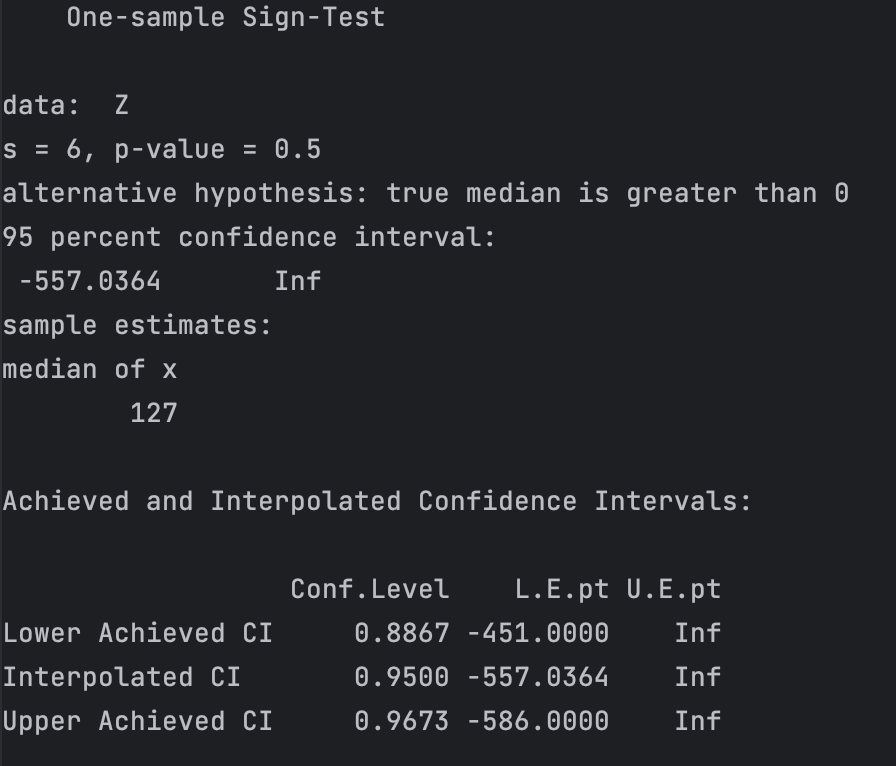 One-sample Sign-Test
data:  Z
s = 6, p-value = 0.5
alternative hypothesis: true median is greater than 0
95 percent confidence interval:
 -557.0364       Inf
sample estimates:
median of x
        127
Achieved and Interpolated Confidence Intervals:
                  Conf.Level    L.E.pt U.E.pt
Lower Achieved CI     0.8867 -451.0000    Inf
Interpolated CI       0.9500 -557.0364    Inf
Upper Achieved CI     0.9673 -586.0000    Inf